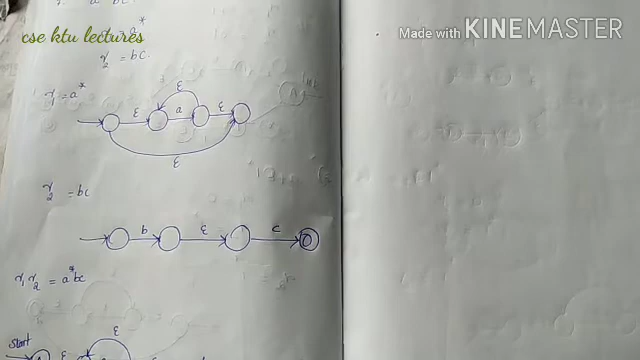 cse ktu lectures
Made with KINEMASTER
r₂ = bc.
r₁ = a*
ε
ε a ε
ε
r₂ = bc
b ε c
r₁r₂ = a*bc
Start
ε
ε